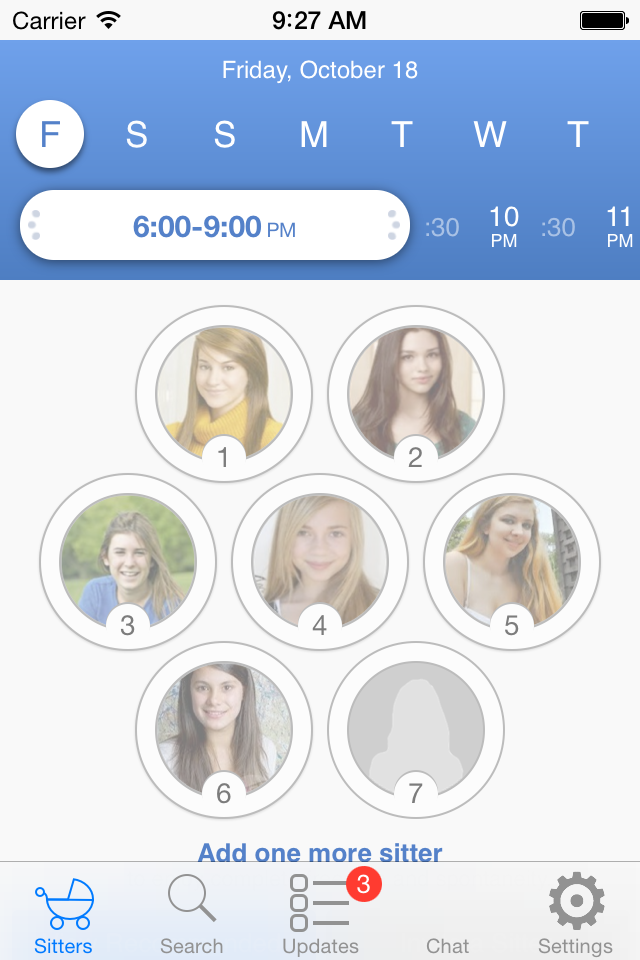 Carrier 9:27 AM
Friday, October 18
F S S M T W T
6:00-9:00 PM :30 10 PM :30 11 PM
1 2
3 4 5
6 7
Add one more sitter
3
Sitters Search Updates Chat Settings